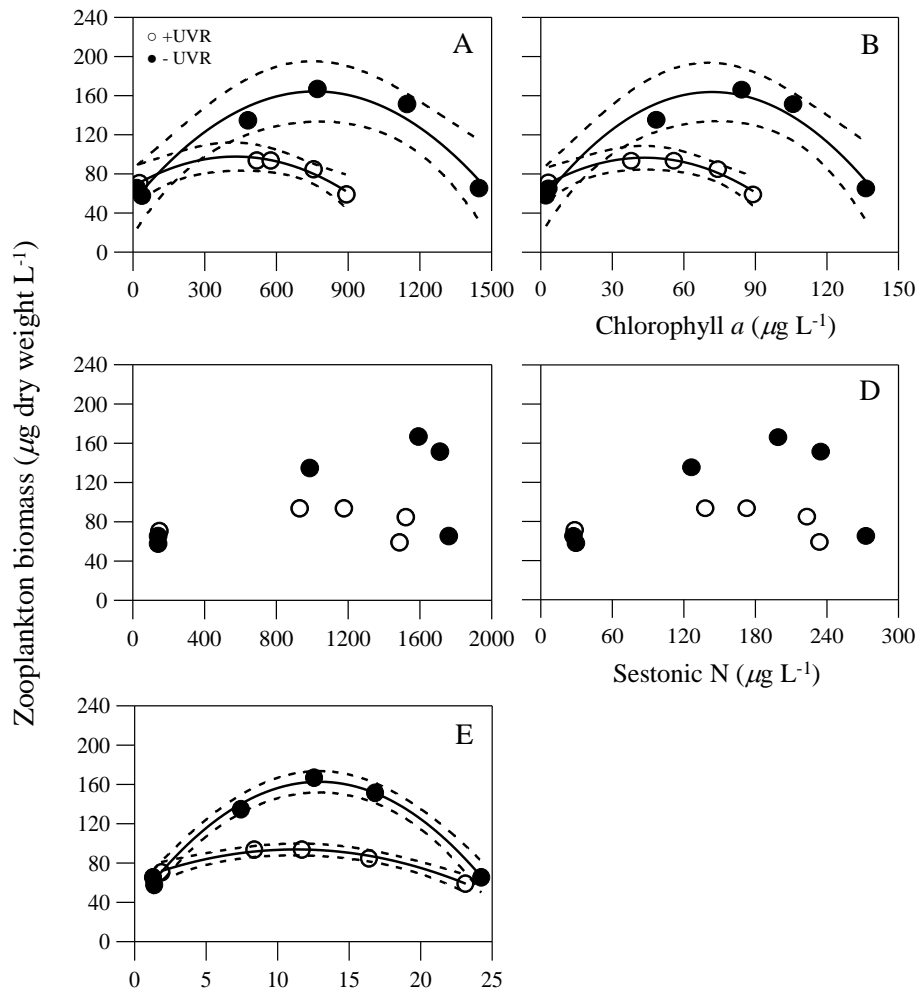 Zooplankton biomass (μg dry weight L-1)
A
○ +UVR
● - UVR
240
200
160
120
80
40
0
0 300 600 900 1200 1500
B
0 30 60 90 120 150
Chlorophyll a (μg L-1)
240
200
160
120
80
40
0
0 400 800 1200 1600 2000
D
0 60 120 180 240 300
Sestonic N (μg L-1)
E
240
200
160
120
80
40
0
0 5 10 15 20 25